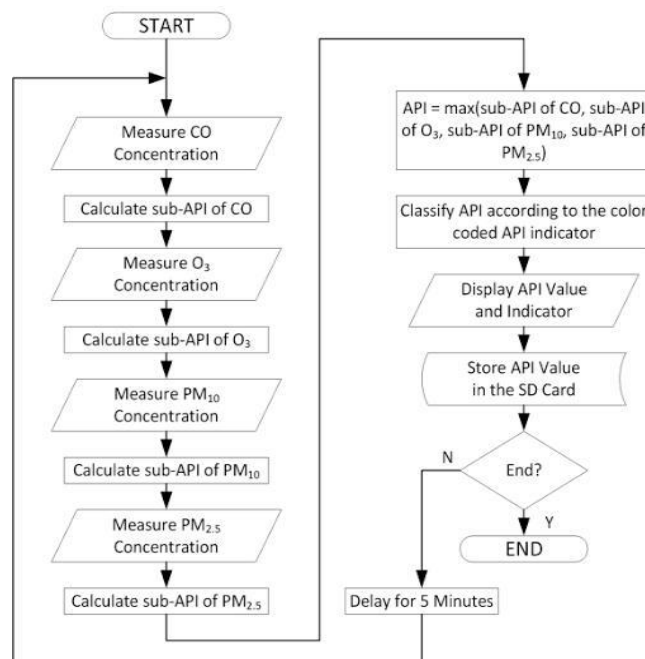 START
Measure CO
Concentration
Calculate sub-API of CO
Measure O₃
Concentration
Calculate sub-API of O₃
Measure PM₁₀
Concentration
Calculate sub-API of PM₁₀
Measure PM₂.₅
Concentration
Calculate sub-API of PM₂.₅
API = max(sub-API of CO, sub-API
of O₃, sub-API of PM₁₀, sub-API of
PM₂.₅)
Classify API according to the color
coded API indicator
Display API Value
and Indicator
Store API Value
in the SD Card
End?
N
Y
END
Delay for 5 Minutes